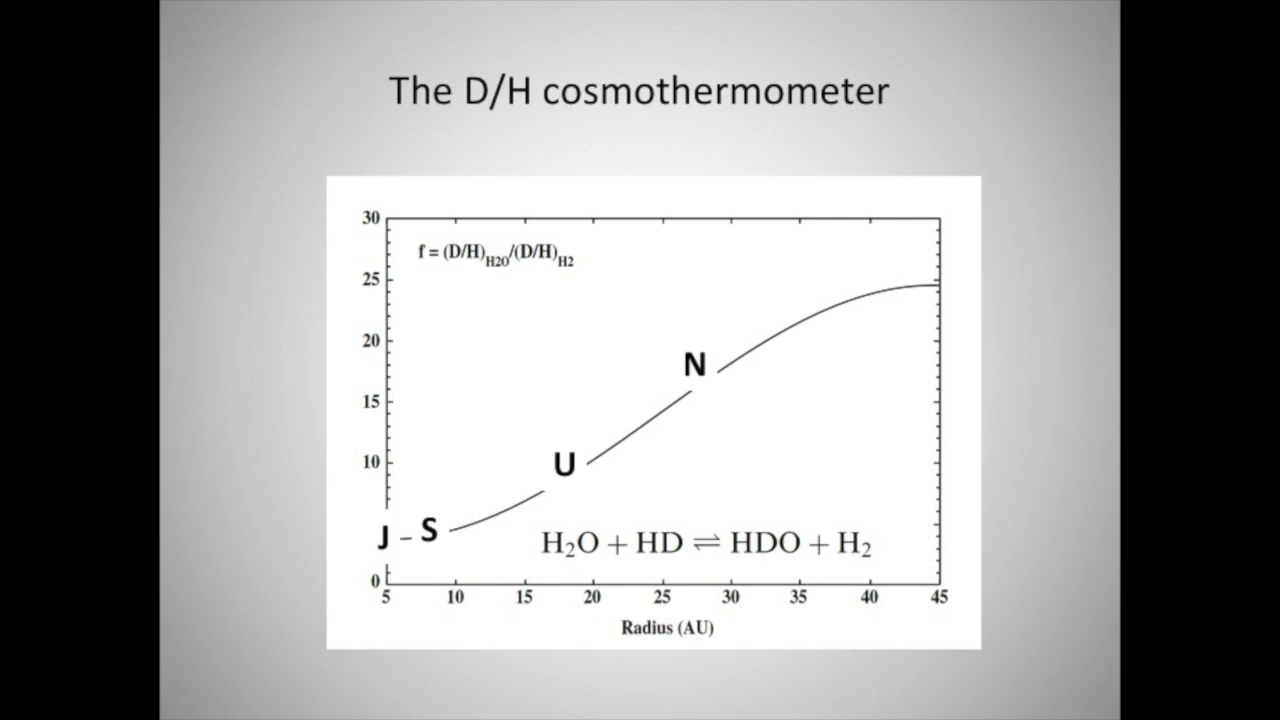 The D/H cosmothermometer
f = (D/H)H2O/(D/H)H2
30
25
20
15
10
0
J
S
U
N
H₂O + HD ⇌ HDO + H₂
5 10 15 20 25 30 35 40 45
Radius (AU)